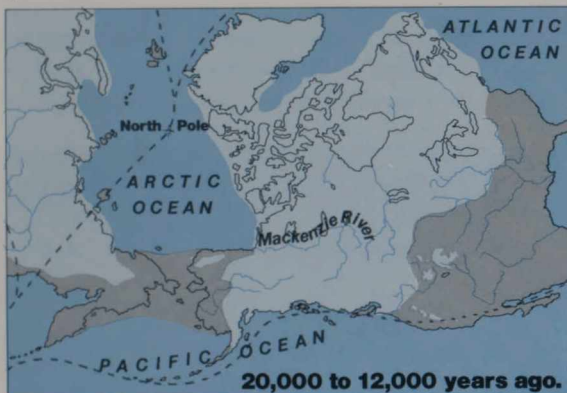 ATLANTIC
OCEAN
North Pole
ARCTIC
OCEAN
Mackenzie River
PACIFIC OCEAN
20,000 to 12,000 years ago.